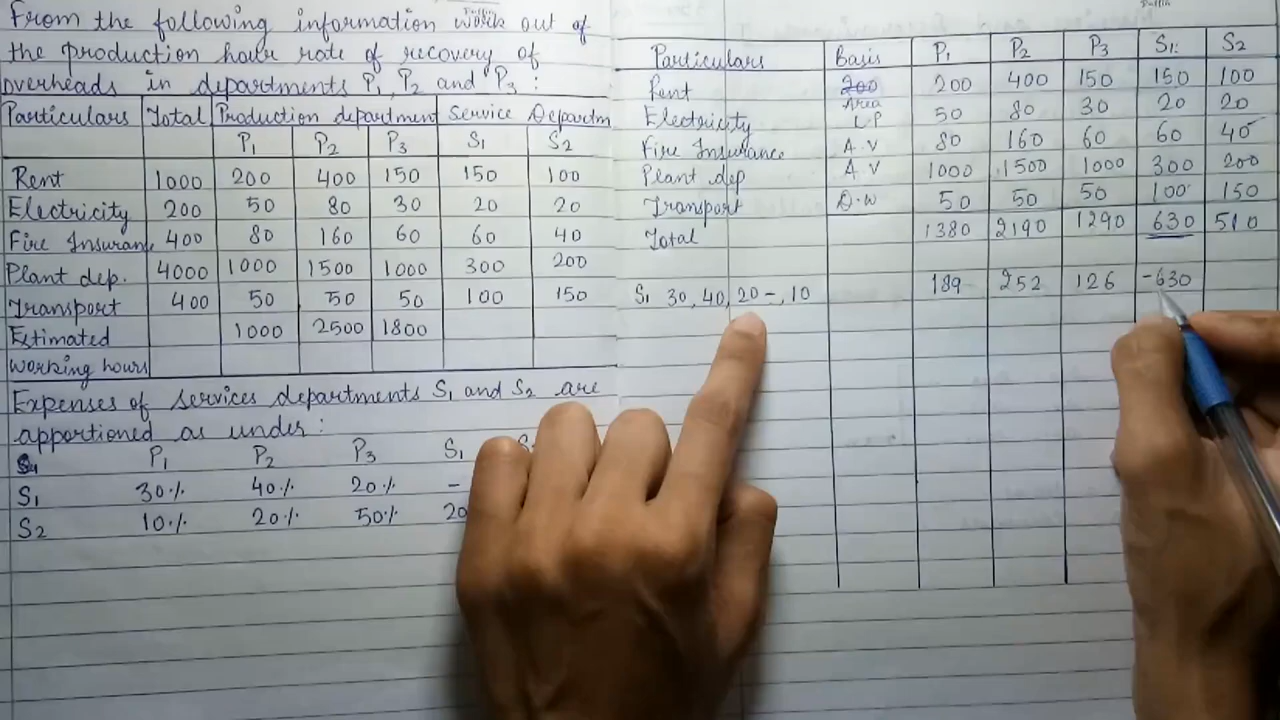 From the following information work out of
the production hour rate of recovery of
overheads in departments P1, P2 and P3 :
Particulars Total Production department Service Departm
P1 P2 P3 S1 S2
Rent 1000 200 400 150 150 100
Electricity 200 50 80 30 20 20
Fire Insuranc 400 80 160 60 60 40
Plant dep. 4000 1000 1500 1000 300 200
Transport 400 50 50 50 100 150
Estimated 1000 2500 1800
working hours
Expenses of services departments S1 and S2 are
apportioned as under :
P1 P2 P3 S1
S1 30% 40% 20% -
S2 10% 20% 50% 20
Particulars Basis P1 P2 P3 S1 S2
Rent 200 200 400 150 150 100
Area
Electricity L.P 50 80 30 20 20
Fire Insurance A.V 80 160 60 60 40
Plant dep A V 1000 1500 1000 300 200
Transport D.W 50 50 50 100 150
Total 1380 2190 1290 630 510
S1 30, 40, 20 -, 10 189 252 126 -630